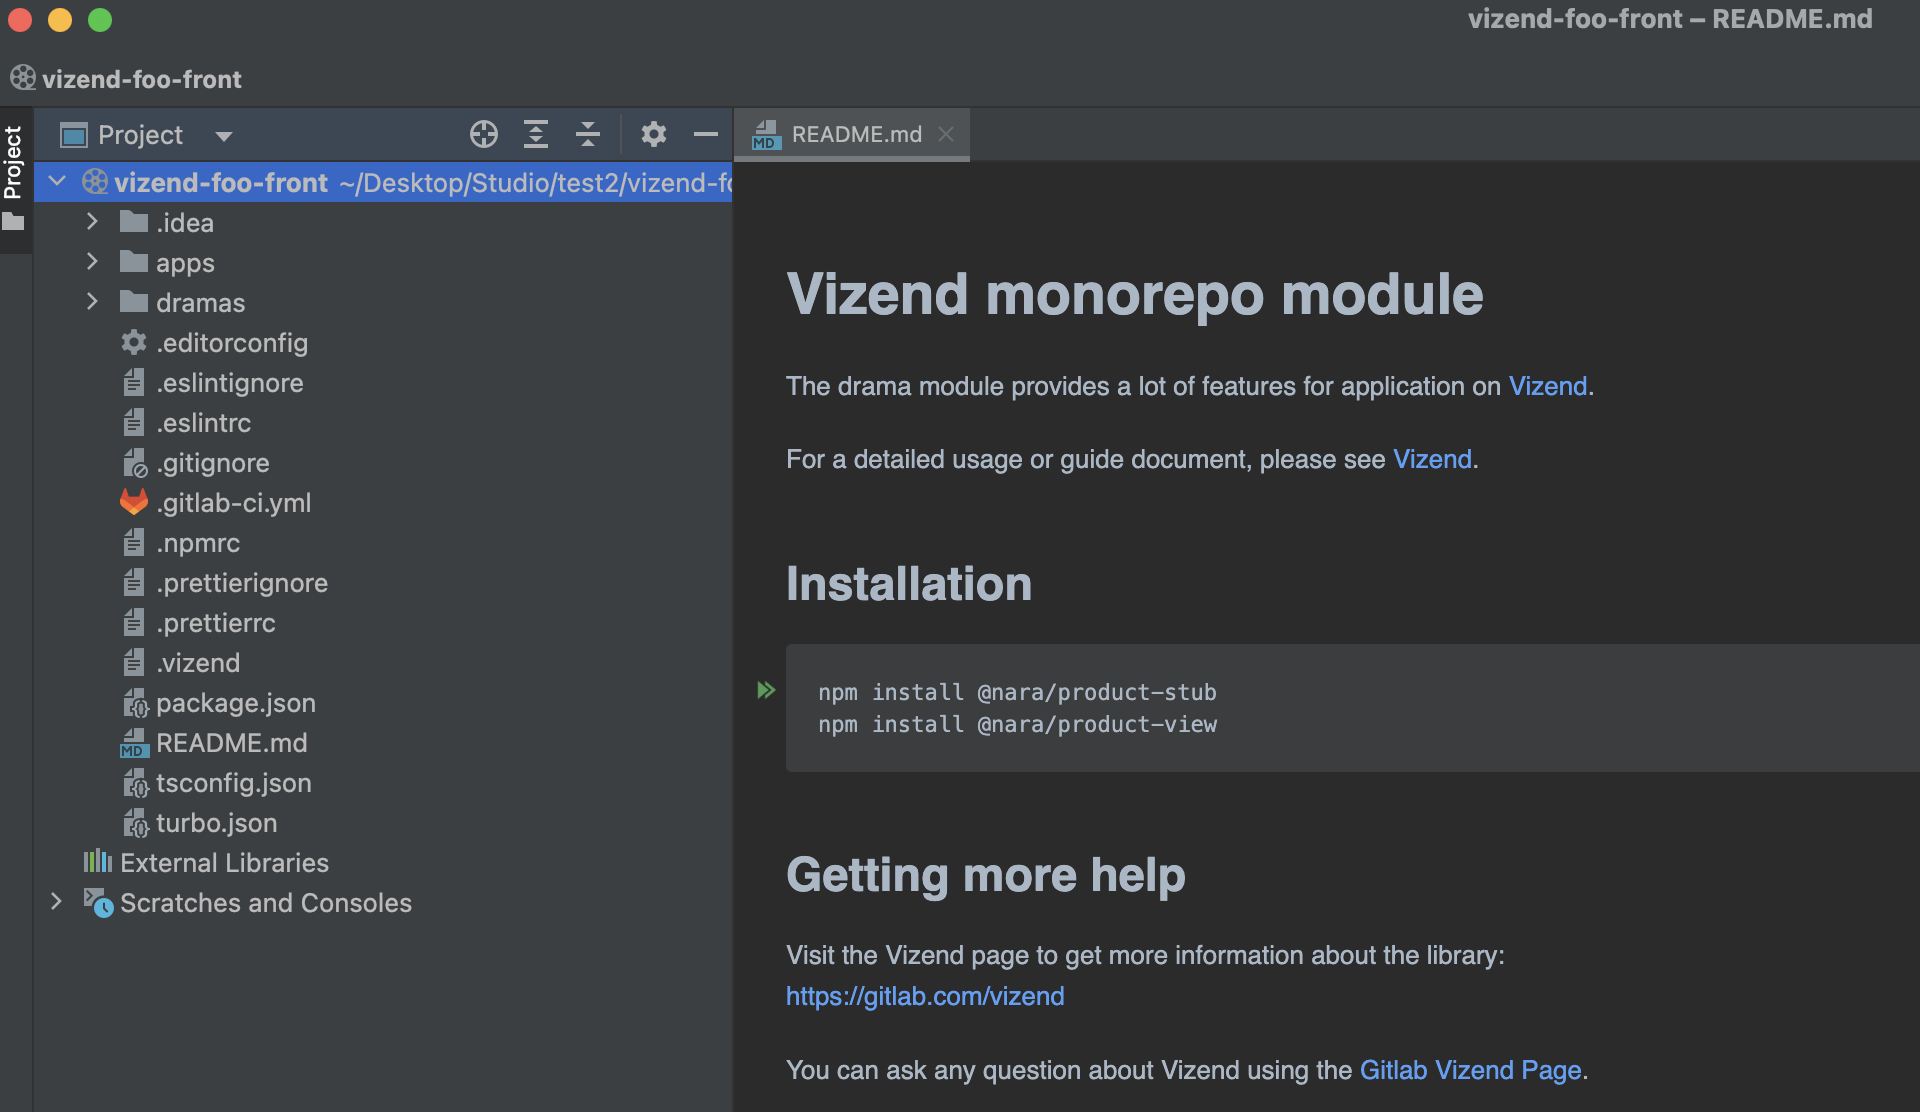 vizend-foo-front – README.md
vizend-foo-front
Project
Project
README.md
vizend-foo-front ~/Desktop/Studio/test2/vizend-fo
.idea
apps
dramas
.editorconfig
.eslintignore
.eslintrc
.gitignore
.gitlab-ci.yml
.npmrc
.prettierignore
.prettierrc
.vizend
package.json
README.md
tsconfig.json
turbo.json
External Libraries
Scratches and Consoles
Vizend monorepo module
The drama module provides a lot of features for application on Vizend.
For a detailed usage or guide document, please see Vizend.
Installation
npm install @nara/product-stub
npm install @nara/product-view
Getting more help
Visit the Vizend page to get more information about the library:
https://gitlab.com/vizend
You can ask any question about Vizend using the Gitlab Vizend Page.